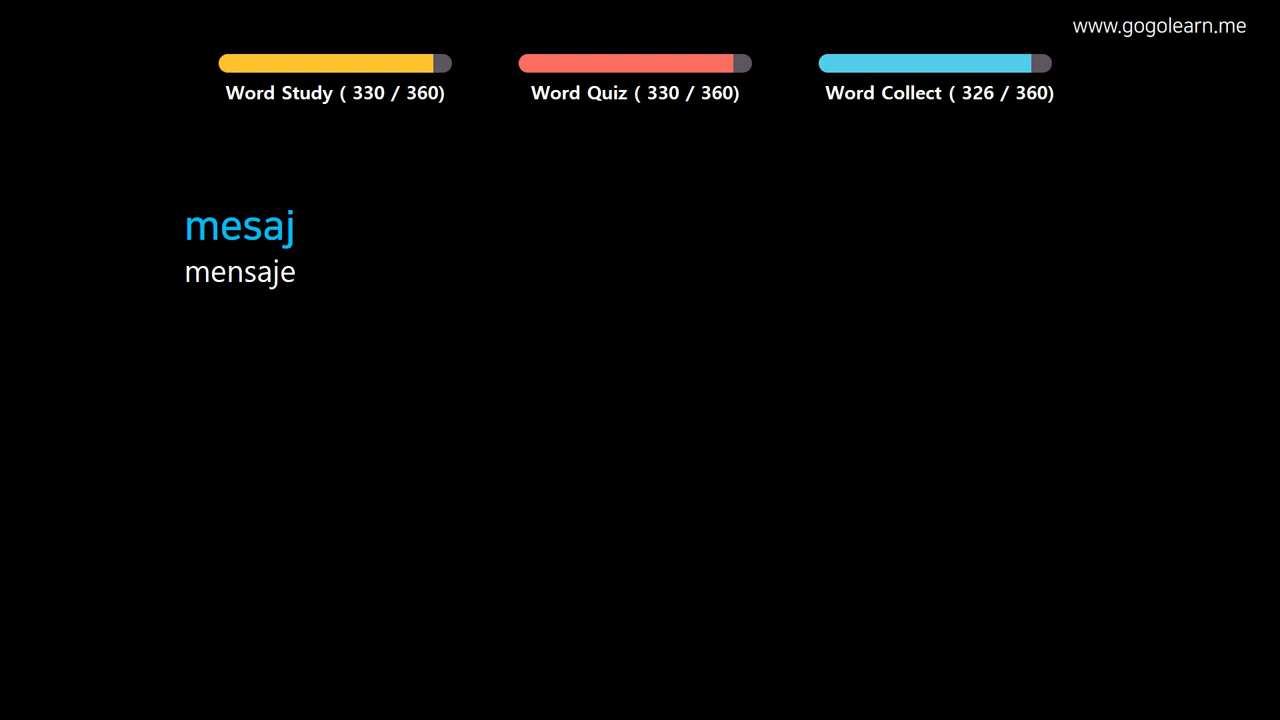 www.gogolearn.me
Word Study ( 330 / 360)
Word Quiz ( 330 / 360)
Word Collect ( 326 / 360)
mesaj
mensaje